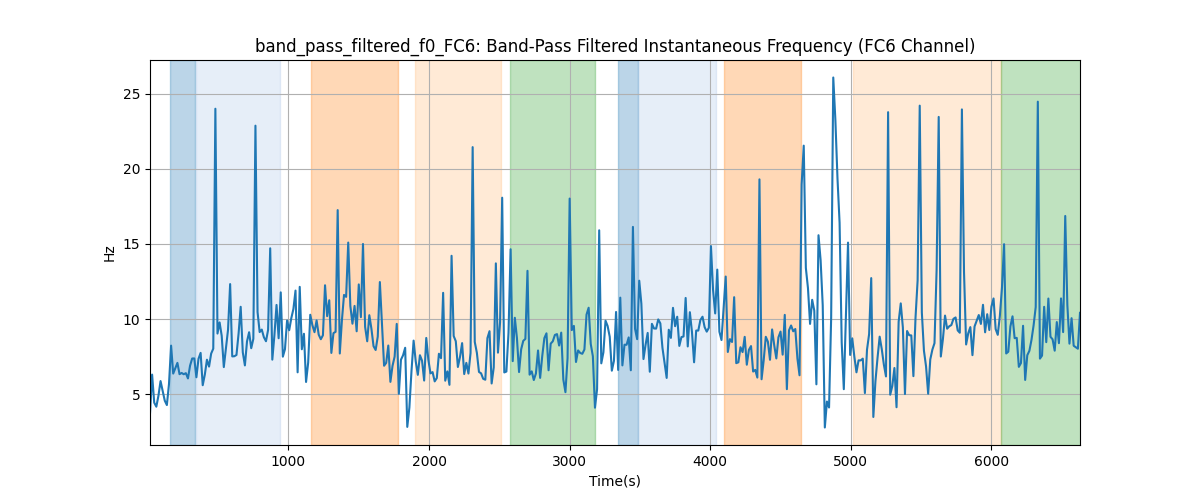 band_pass_filtered_f0_FC6: Band-Pass Filtered Instantaneous Frequency (FC6 Channel)
25
20
15
10
5
Hz
1000 2000 3000 4000 5000 6000
Time(s)